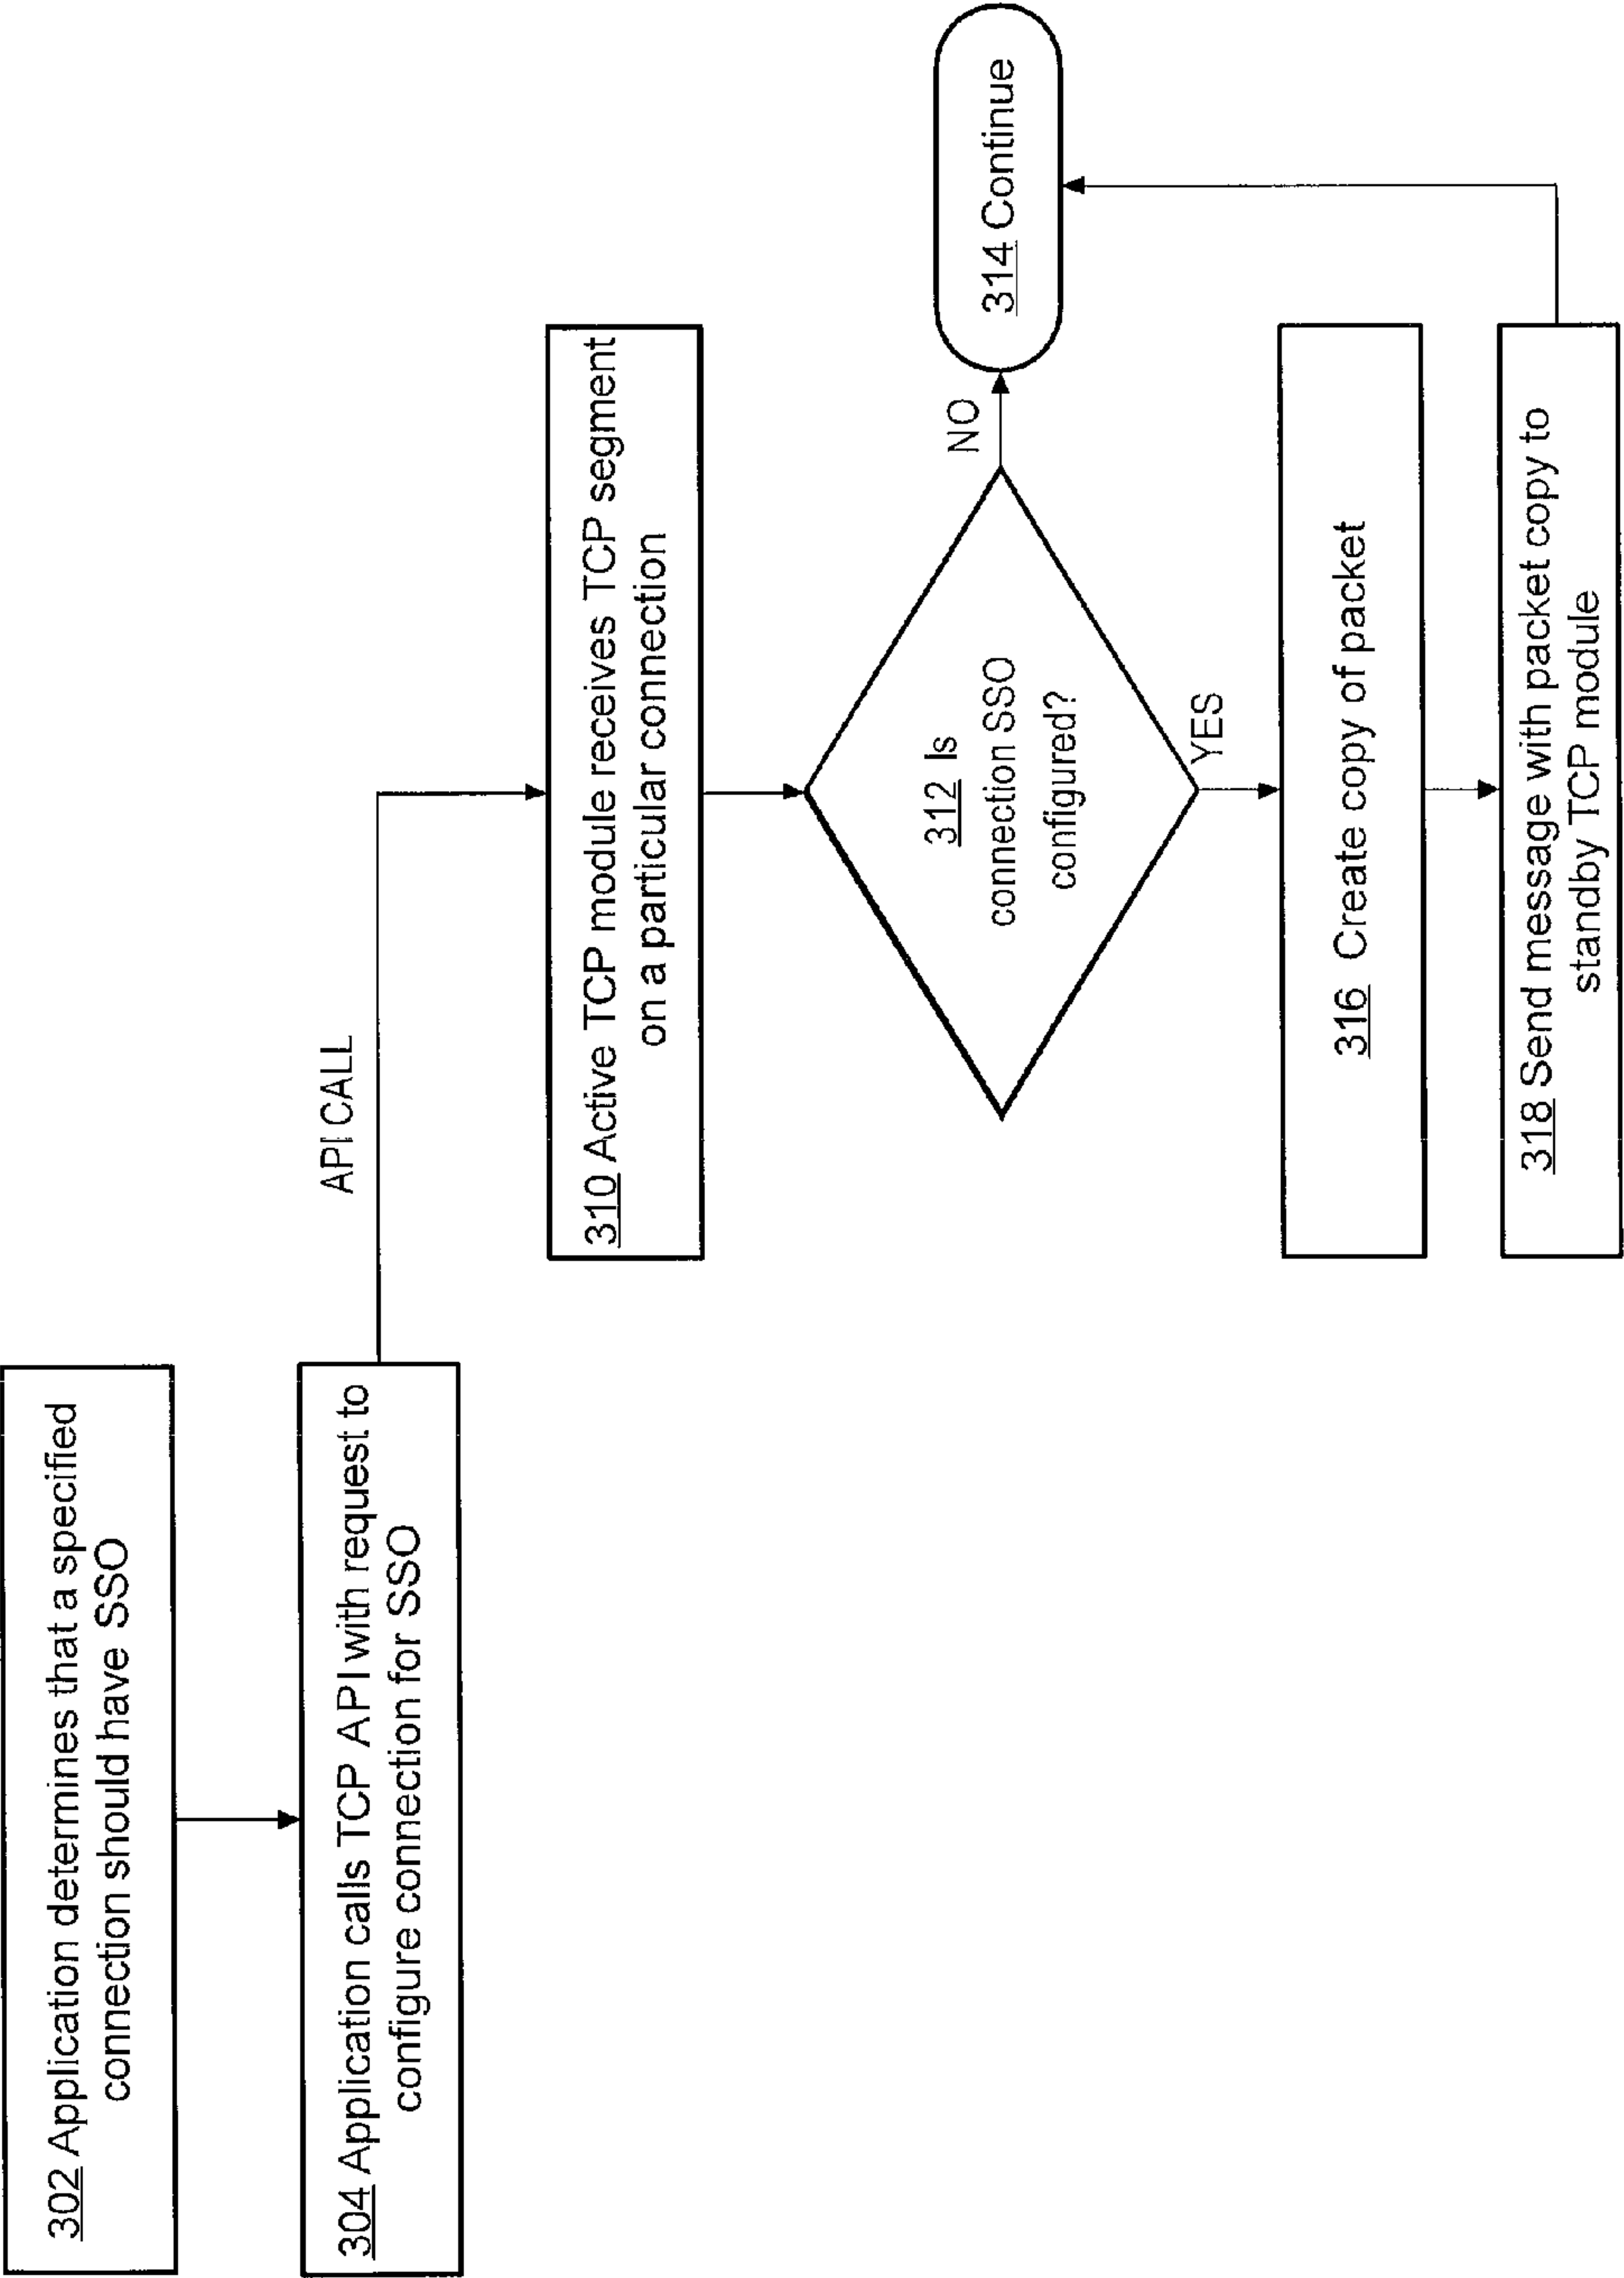 302 Application determines that a specified
connection should have SSO
304 Application calls TCP API with request to
configure connection for SSO
API CALL
310 Active TCP module receives TCP segment
on a particular connection
312 Is
connection SSO
configured?
NO
314 Continue
YES
316 Create copy of packet
318 Send message with packet copy to
standby TCP module